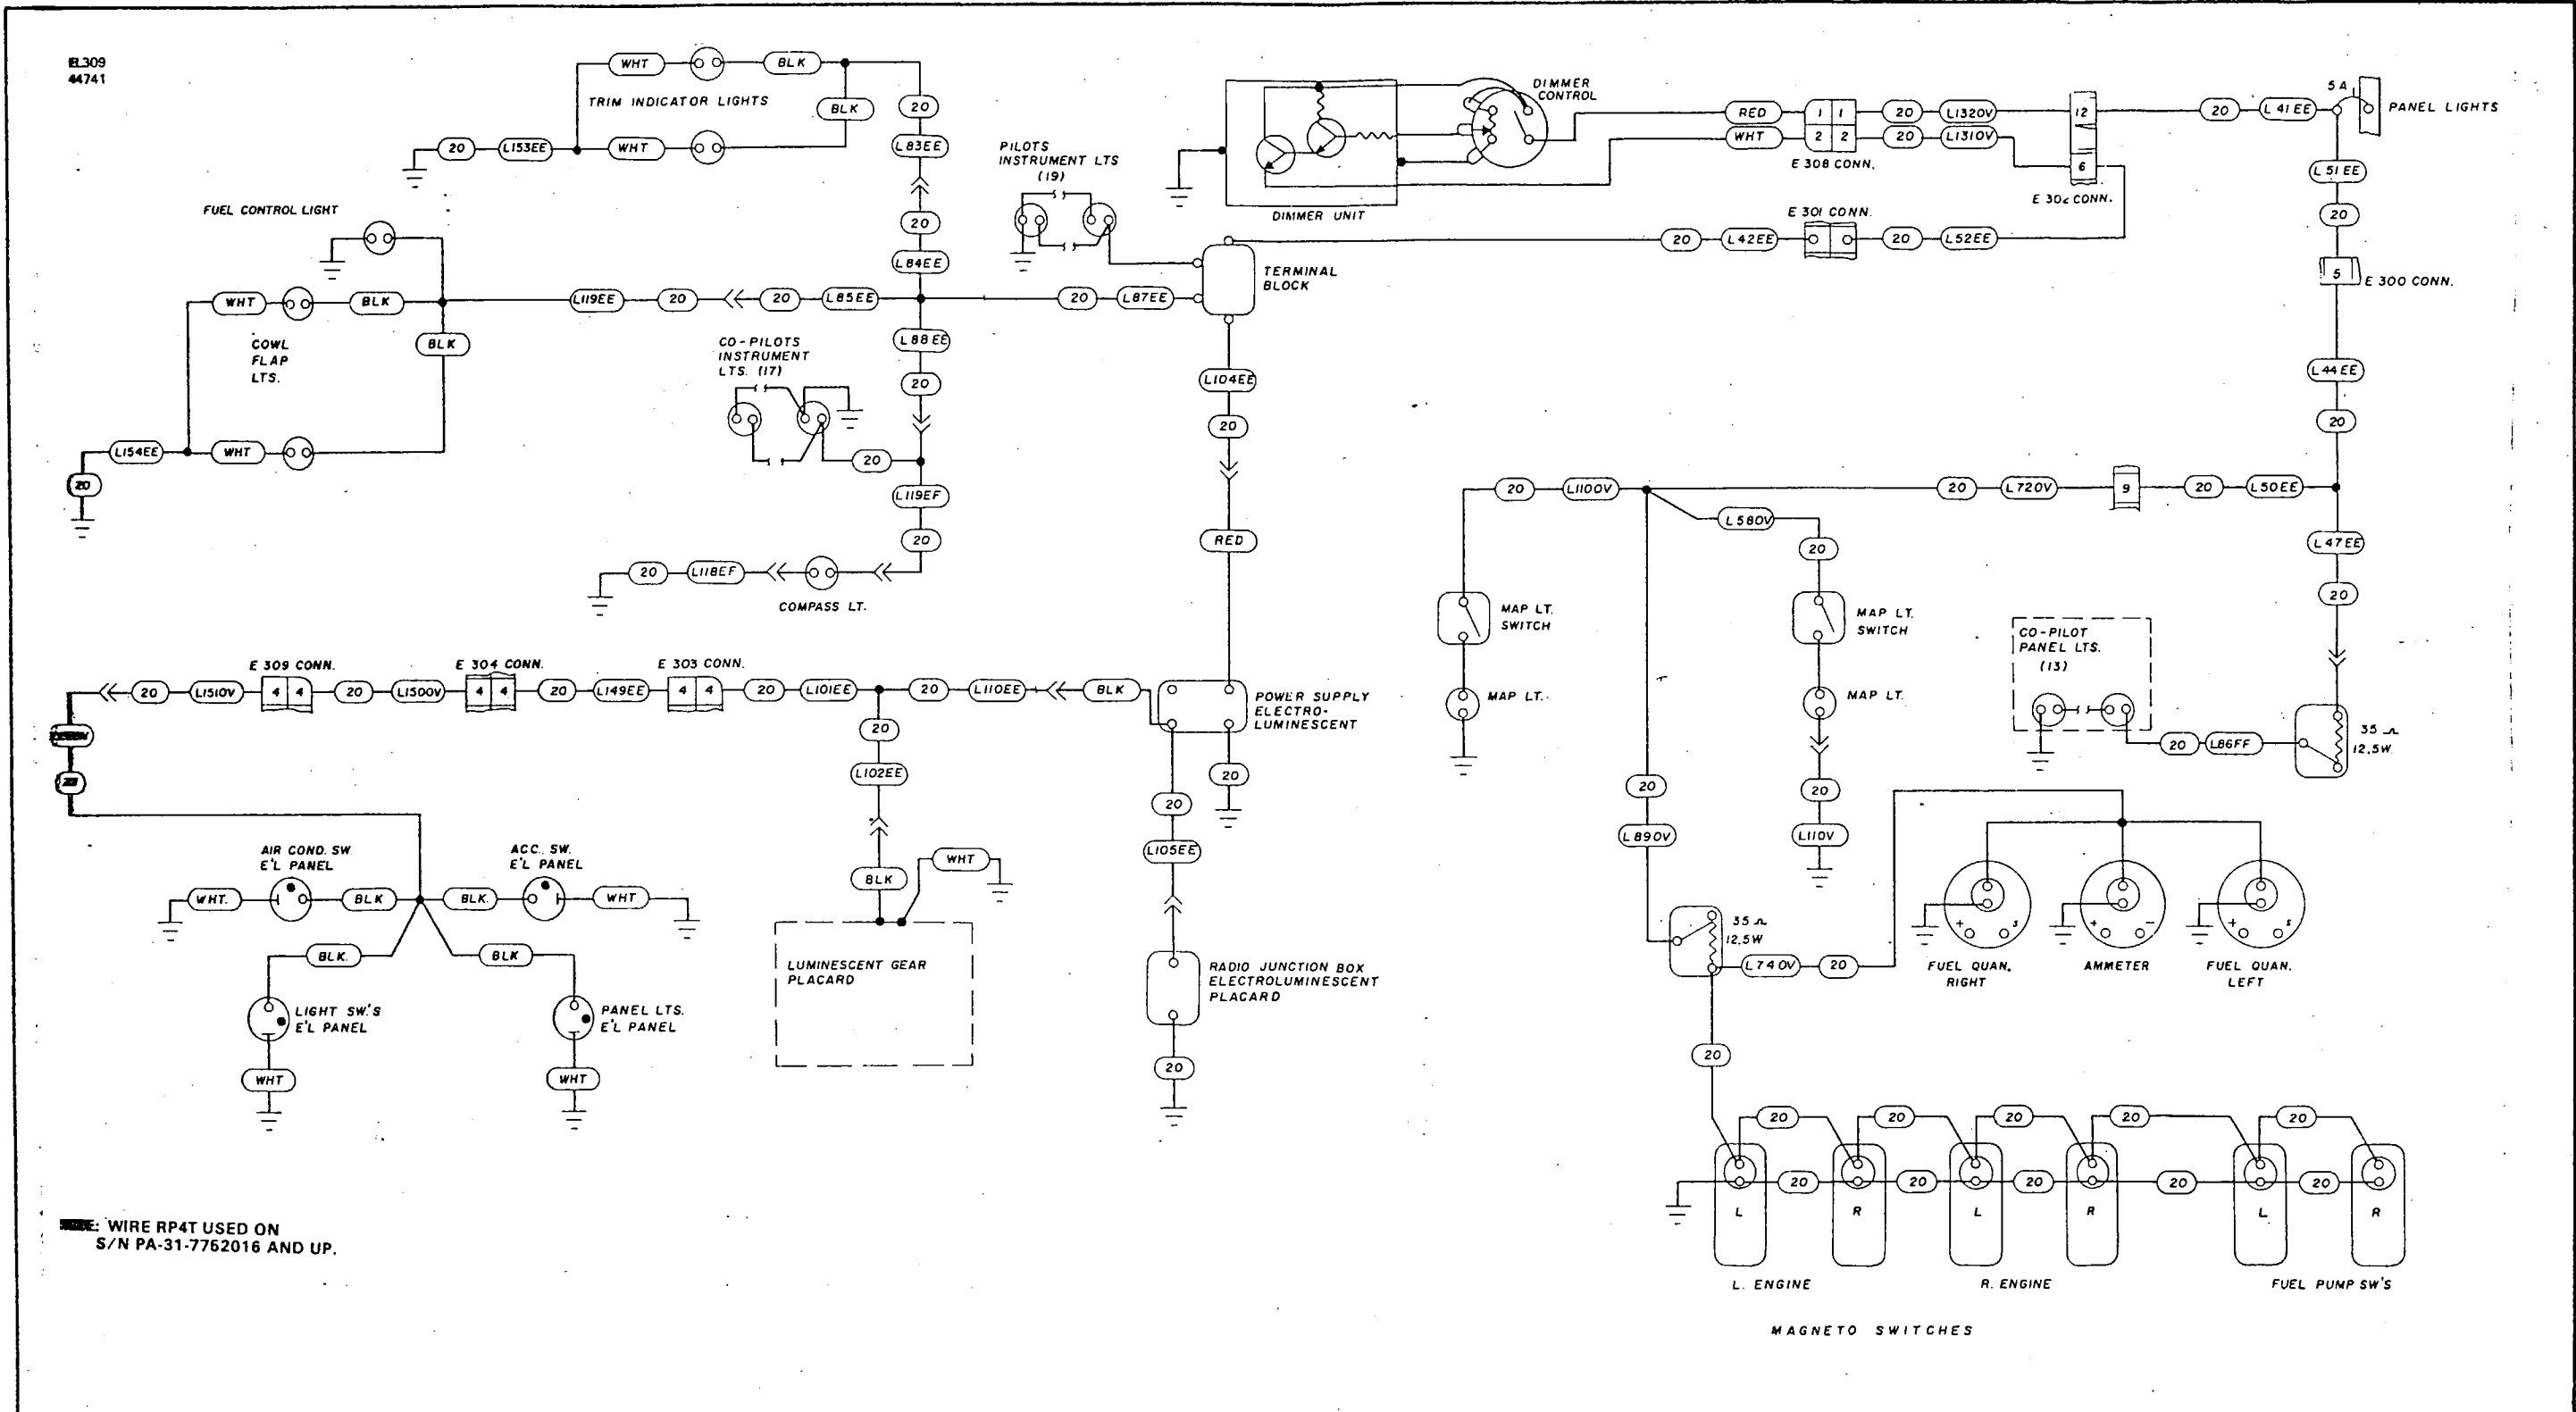 EL309
44741
WHT
BLK
TRIM INDICATOR LIGHTS
BLK
20
L153EE
WHT
20
L83EE
20
L84EE
FUEL CONTROL LIGHT
WHT
BLK
COWL
FLAP
LTS.
BLK
L154EE
WHT
20
L119EE
20
20
L85EE
20
L87EE
PILOTS
INSTRUMENT LTS
(19)
L88EE
20
CO-PILOTS
INSTRUMENT
LTS. (17)
20
L119EF
20
20
L118EF
COMPASS LT.
DIMMER UNIT
DIMMER
CONTROL
RED
1
1
20
L1320V
12
20
L41EE
5A
PANEL LIGHTS
WHT
2
2
20
L1310V
6
E 308 CONN.
CONN.
E 301 CONN.
20
L42EE
20
L52EE
TERMINAL
BLOCK
L51EE
20
5
E 300 CONN.
L44EE
20
L104EE
20
RED
20
L1100V
20
L720V
9
20
L50EE
L580V
20
L47EE
20
MAP LT.
SWITCH
MAP LT.
SWITCH
MAP LT.
MAP LT.
CO-PILOT
PANEL LTS.
(13)
20
L86FF
35 Ω
12.5W
E 309 CONN.
E 304 CONN.
E 303 CONN.
20
L1510V
4
4
20
L1500V
4
4
20
L149EE
4
4
20
L101EE
20
L110EE
BLK
POWER SUPPLY
ELECTRO-
LUMINESCENT
20
L102EE
BLK
WHT
LUMINESCENT GEAR
PLACARD
20
L105EE
20
RADIO JUNCTION BOX
ELECTROLUMINESCENT
PLACARD
20
AIR COND. SW
E'L PANEL
ACC. SW.
E'L PANEL
WHT.
BLK
BLK.
WHT.
BLK.
BLK
LIGHT SW.'S
E'L PANEL
PANEL LTS.
E'L PANEL
WHT
WHT
20
L890V
20
L110V
35 Ω
12.5W
L740V
20
+
S
+
-
+
S
FUEL QUAN.
RIGHT
AMMETER
FUEL QUAN.
LEFT
20
20
20
20
20
20
20
20
20
20
20
L
R
L
R
L
R
L. ENGINE
R. ENGINE
FUEL PUMP SW'S
MAGNETO SWITCHES
WIRE RP4T USED ON
S/N PA-31-7752016 AND UP.